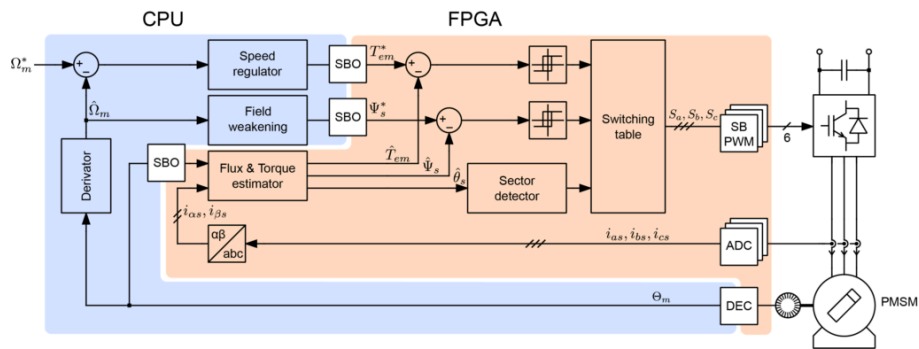 CPU
FPGA
Ω*m
+
−
Speed
regulator
SBO
T*em
+
−
Switching
table
Ω̂m
Field
weakening
SBO
Ψ*s
+
−
Sa, Sb, Sc
SB
PWM
6
Derivator
SBO
Flux & Torque
estimator
T̂em
Ψ̂s
θ̂s
Sector
detector
iαs, iβs
αβ
abc
ias, ibs, ics
ADC
Θm
DEC
PMSM